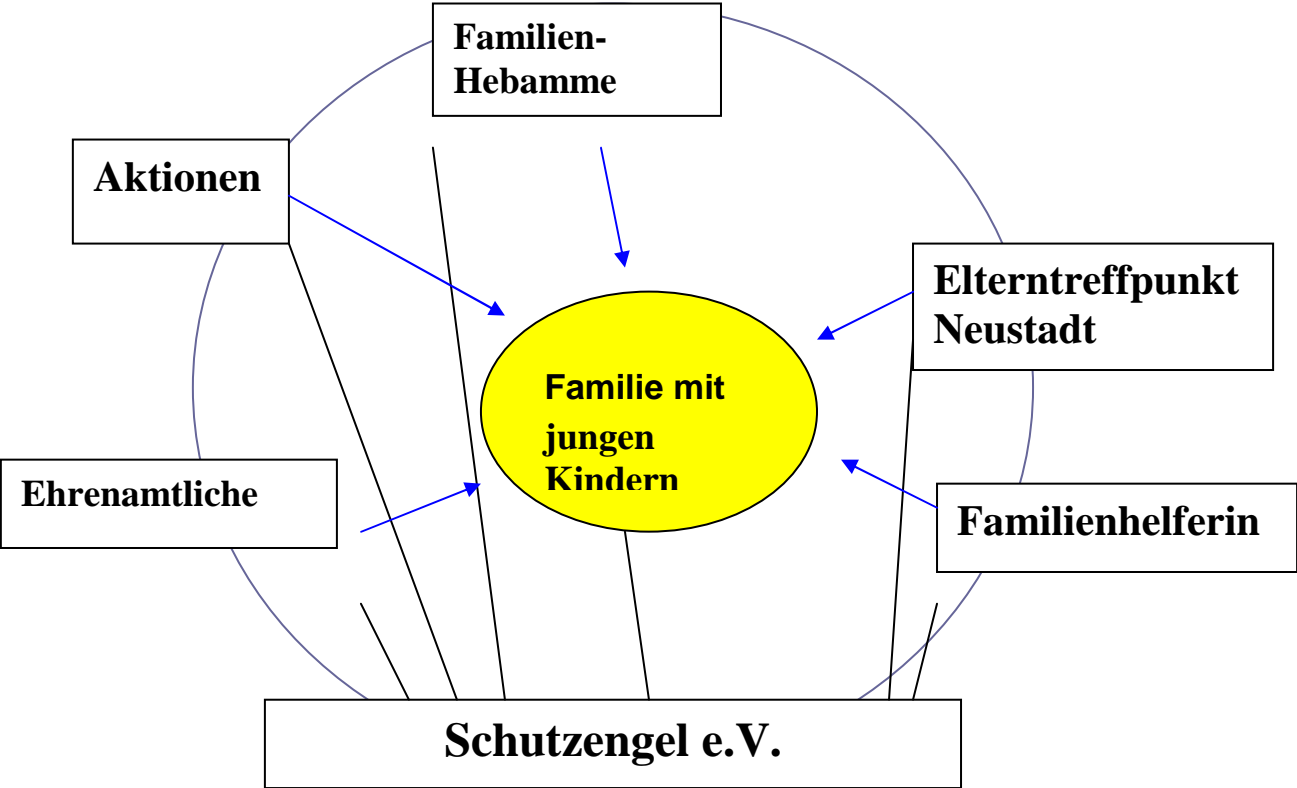 Familien-
Hebamme
Aktionen
Elterntreffpunkt
Neustadt
Familie mit
jungen
Kindern
Ehrenamtliche
Familienhelferin
Schutzengel e.V.